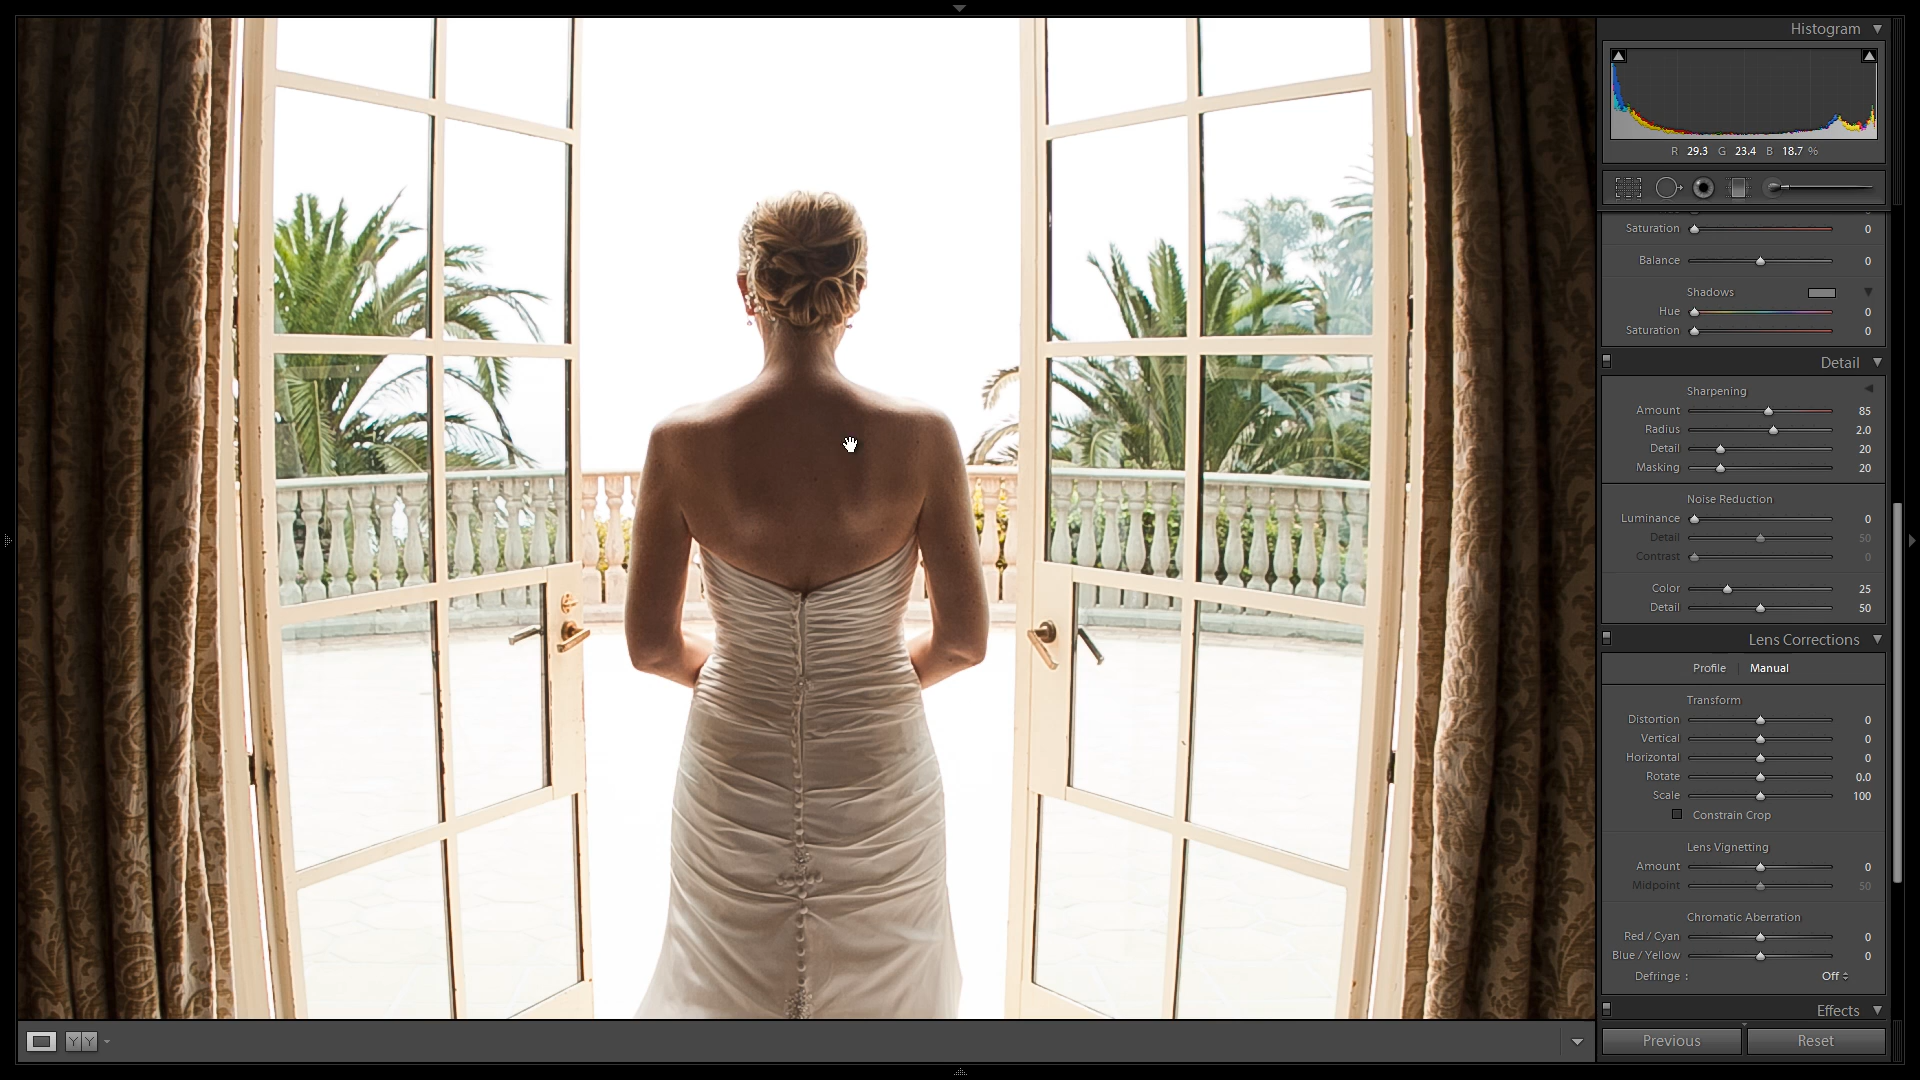 Histogram
R 29.3 G 23.4 B 18.7 %
Saturation 0
Balance 0
Shadows
Hue 0
Saturation 0
Detail
Sharpening
Amount 85
Radius 2.0
Detail 20
Masking 20
Noise Reduction
Luminance 0
Detail 50
Contrast 0
Color 25
Detail 50
Lens Corrections
Profile Manual
Transform
Distortion 0
Vertical 0
Horizontal 0
Rotate 0.0
Scale 100
Constrain Crop
Lens Vignetting
Amount 0
Midpoint 50
Chromatic Aberration
Red / Cyan 0
Blue / Yellow 0
Defringe : Off
Effects
Y Y
Previous Reset